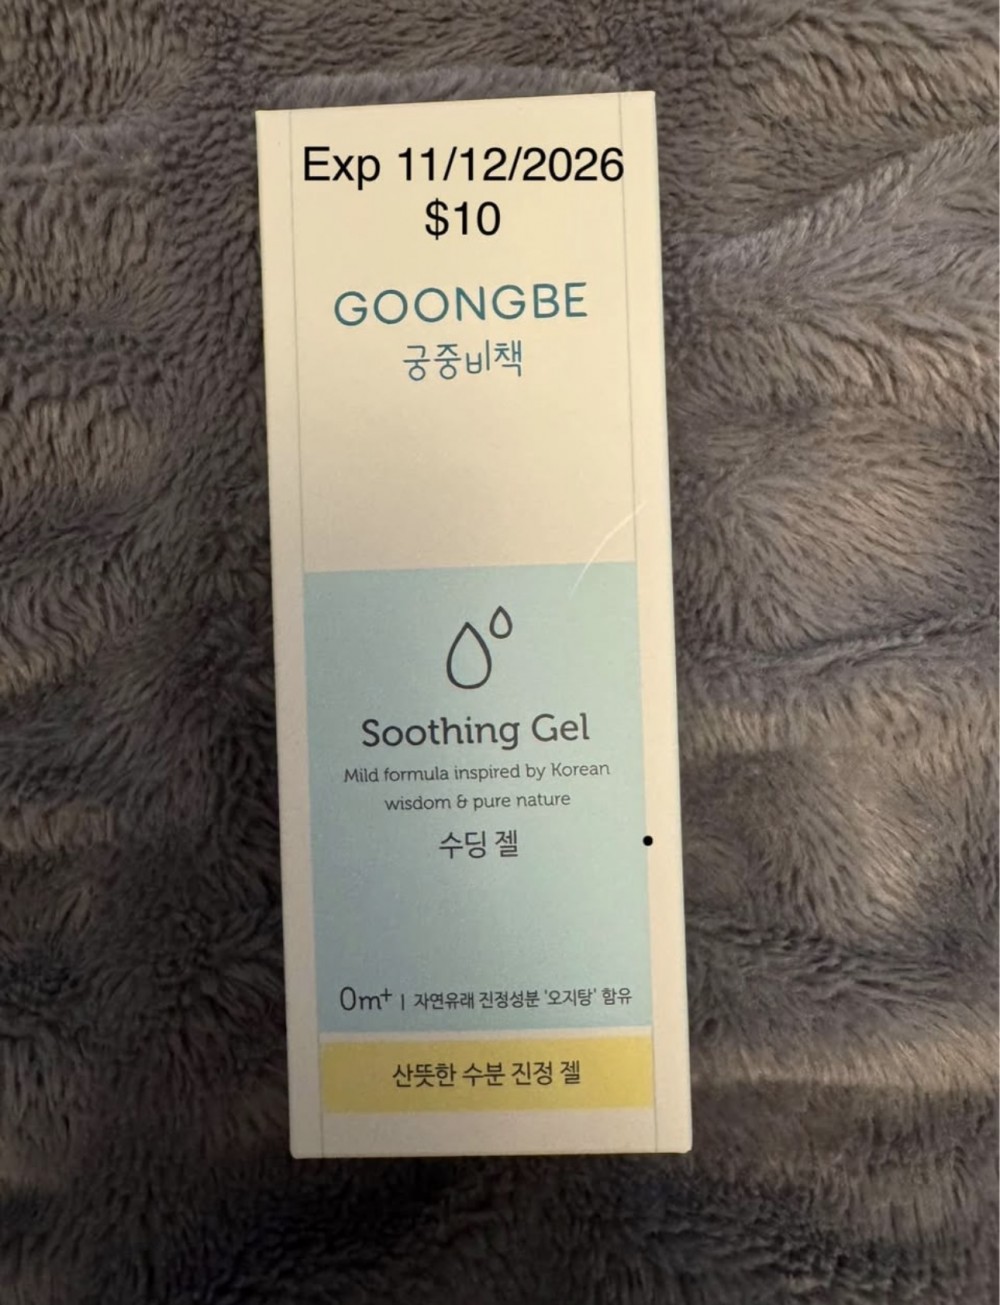 Exp 11/12/2026
$10
GOONGBE
궁중비책
Soothing Gel
Mild formula inspired by Korean
wisdom & pure nature
수딩 젤
0m⁺ | 자연유래 진정성분 '오지탕' 함유
산뜻한 수분 진정 젤